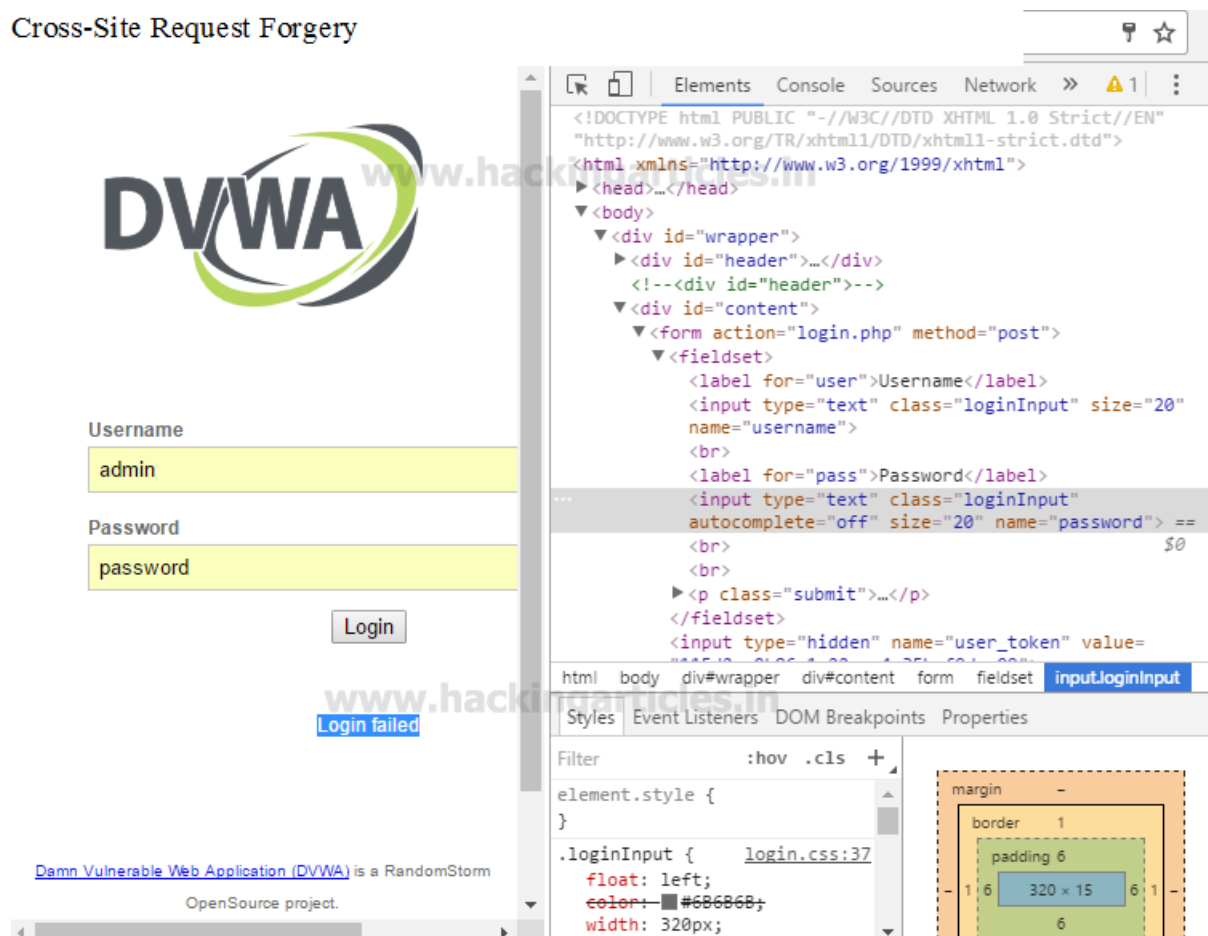 Cross-Site Request Forgery
DVWA
Username
admin
Password
password
Login
Login failed
Damn Vulnerable Web Application (DVWA) is a RandomStorm
OpenSource project.
Elements Console Sources Network » 1
<!DOCTYPE html PUBLIC "-//W3C//DTD XHTML 1.0 Strict//EN"
"http://www.w3.org/TR/xhtml1/DTD/xhtml1-strict.dtd">
<html xmlns="http://www.w3.org/1999/xhtml">
<head>…</head>
<body>
<div id="wrapper">
<div id="header">…</div>
<!--<div id="header">-->
<div id="content">
<form action="login.php" method="post">
<fieldset>
<label for="user">Username</label>
<input type="text" class="loginInput" size="20"
name="username">
<br>
<label for="pass">Password</label>
... <input type="text" class="loginInput"
autocomplete="off" size="20" name="password"> ==
<br> $0
<br>
<p class="submit">…</p>
</fieldset>
<input type="hidden" name="user_token" value=
html body div#wrapper div#content form fieldset input.loginInput
Styles Event Listeners DOM Breakpoints Properties
Filter :hov .cls +
element.style {
}
.loginInput { login.css:37
float: left;
color: #6B6B6B;
width: 320px;
margin –
border 1
padding 6
– 1 6 320 × 15 6 1 –
6
www.hackingarticles.in
www.hackingarticles.in